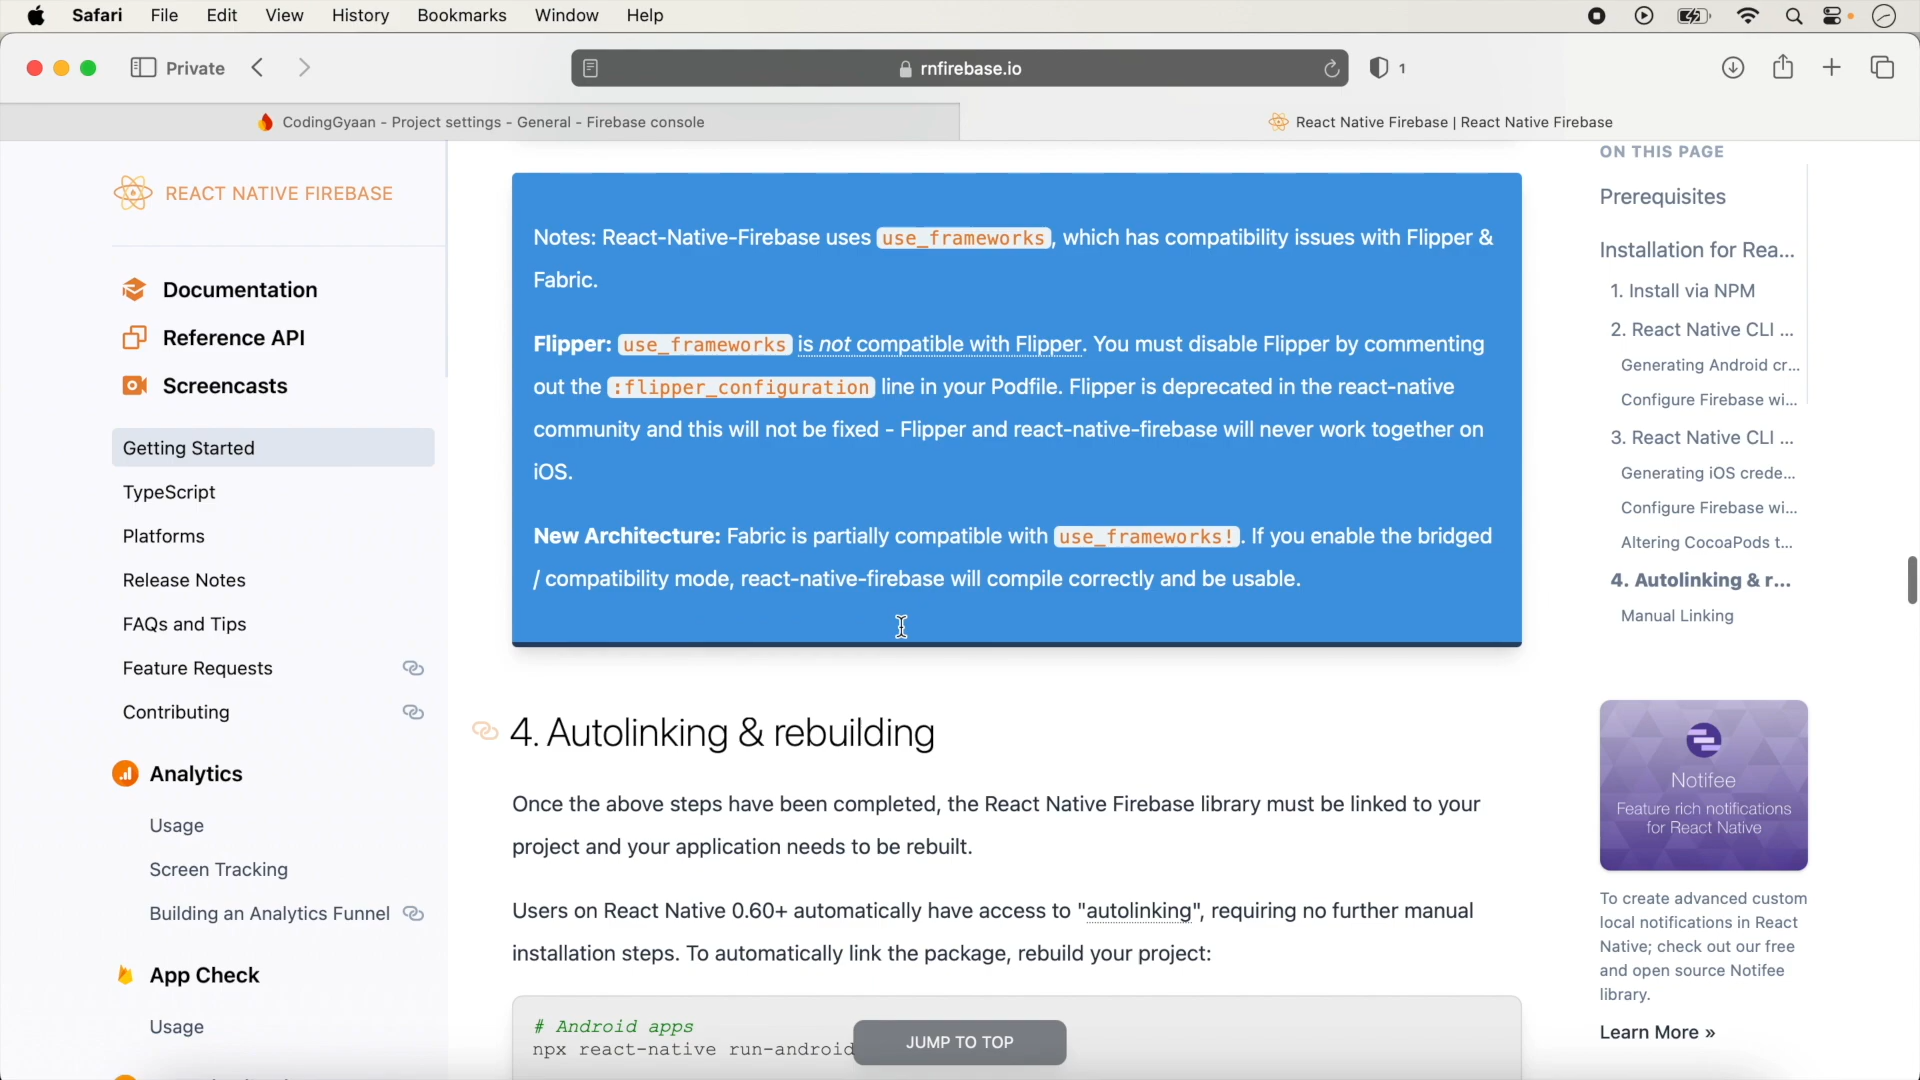 Safari File Edit View History Bookmarks Window Help
Private
rnfirebase.io
1
CodingGyaan - Project settings - General - Firebase console
React Native Firebase | React Native Firebase
REACT NATIVE FIREBASE
Documentation
Reference API
Screencasts
Getting Started
TypeScript
Platforms
Release Notes
FAQs and Tips
Feature Requests
Contributing
Analytics
Usage
Screen Tracking
Building an Analytics Funnel
App Check
Usage
Notes: React-Native-Firebase uses use_frameworks, which has compatibility issues with Flipper &
Fabric.
Flipper: use_frameworks is not compatible with Flipper. You must disable Flipper by commenting
out the :flipper_configuration line in your Podfile. Flipper is deprecated in the react-native
community and this will not be fixed - Flipper and react-native-firebase will never work together on
iOS.
New Architecture: Fabric is partially compatible with use_frameworks!. If you enable the bridged
/ compatibility mode, react-native-firebase will compile correctly and be usable.
4. Autolinking & rebuilding
Once the above steps have been completed, the React Native Firebase library must be linked to your
project and your application needs to be rebuilt.
Users on React Native 0.60+ automatically have access to "autolinking", requiring no further manual
installation steps. To automatically link the package, rebuild your project:
# Android apps
npx react-native run-android
JUMP TO TOP
ON THIS PAGE
Prerequisites
Installation for Rea...
1. Install via NPM
2. React Native CLI ...
Generating Android cr...
Configure Firebase wi...
3. React Native CLI ...
Generating iOS crede...
Configure Firebase wi...
Altering CocoaPods t...
4. Autolinking & r...
Manual Linking
Notifee
Feature rich notifications
for React Native
To create advanced custom
local notifications in React
Native; check out our free
and open source Notifee
library.
Learn More »